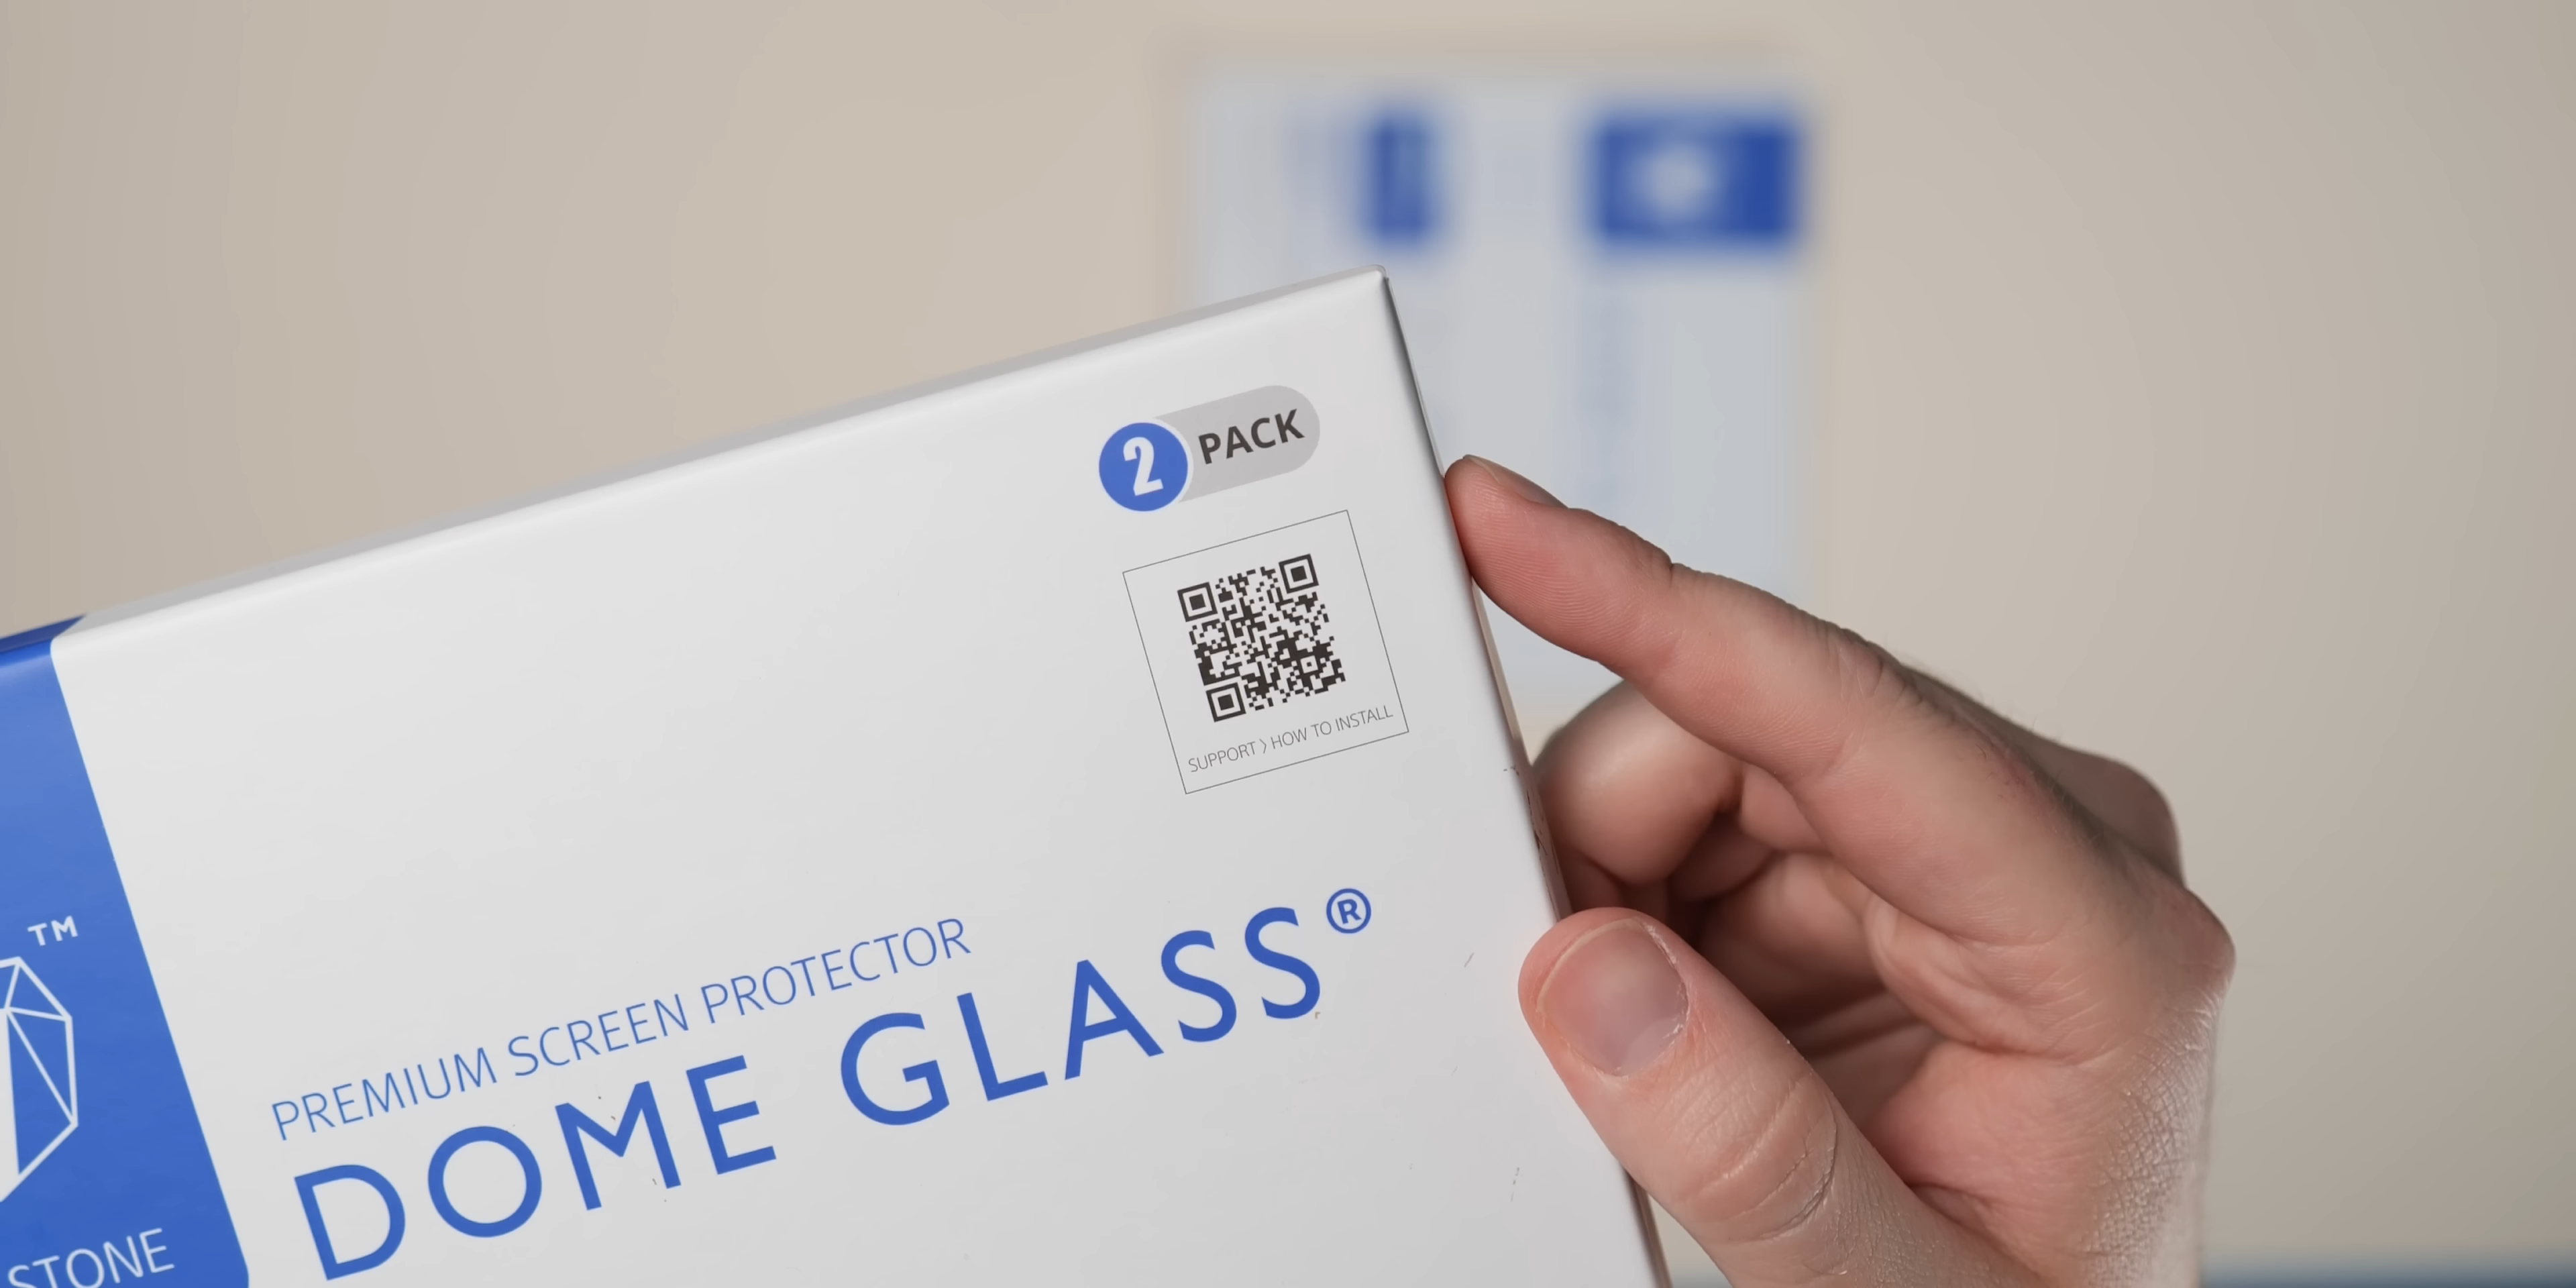 2 PACK
SUPPORT 〉 HOW TO INSTALL
PREMIUM SCREEN PROTECTOR
DOME GLASS®
TM
STONE